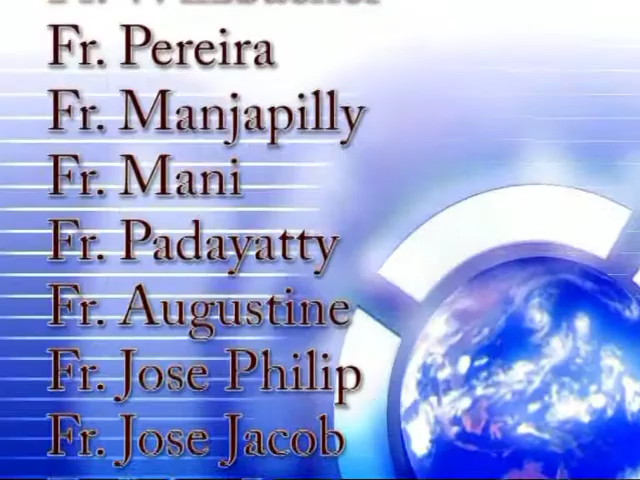 Fr. Pereira
Fr. Manjapilly
Fr. Mani
Fr. Padayatty
Fr. Augustine
Fr. Jose Philip
Fr. Jose Jacob